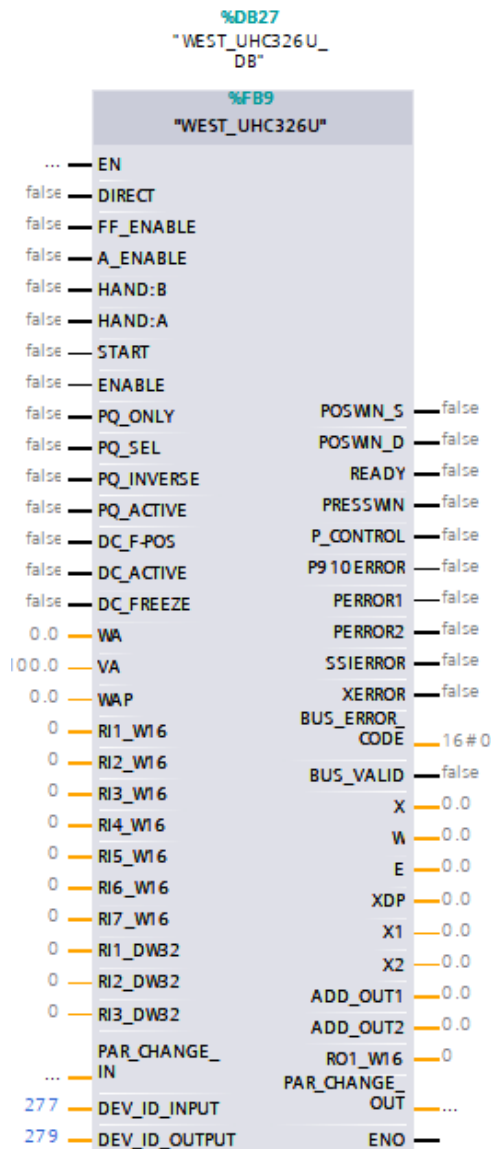 %DB27
"WEST_UHC326U_
DB"
%FB9
"WEST_UHC326U"
... EN
false DIRECT
false FF_ENABLE
false A_ENABLE
false HAND:B
false HAND:A
false START
false ENABLE
false PQ_ONLY POSWIN_S false
false PQ_SEL POSWIN_D false
false PQ_INVERSE READY false
false PQ_ACTIVE PRESSWIN false
false DC_F-POS P_CONTROL false
false DC_ACTIVE P910ERROR false
false DC_FREEZE PERROR1 false
0.0 WA PERROR2 false
100.0 VA SSIERROR false
0.0 WAP XERROR false
0 RI1_W16 BUS_ERROR_
CODE 16#0
0 RI2_W16 BUS_VALID false
0 RI3_W16 X 0.0
0 RI4_W16 W 0.0
0 RI5_W16 E 0.0
0 RI6_W16 XDP 0.0
0 RI7_W16 X1 0.0
0 RI1_DW32 X2 0.0
0 RI2_DW32 ADD_OUT1 0.0
0 RI3_DW32 ADD_OUT2 0.0
PAR_CHANGE_ RO1_W16 0
... IN PAR_CHANGE_
277 DEV_ID_INPUT OUT ...
279 DEV_ID_OUTPUT ENO